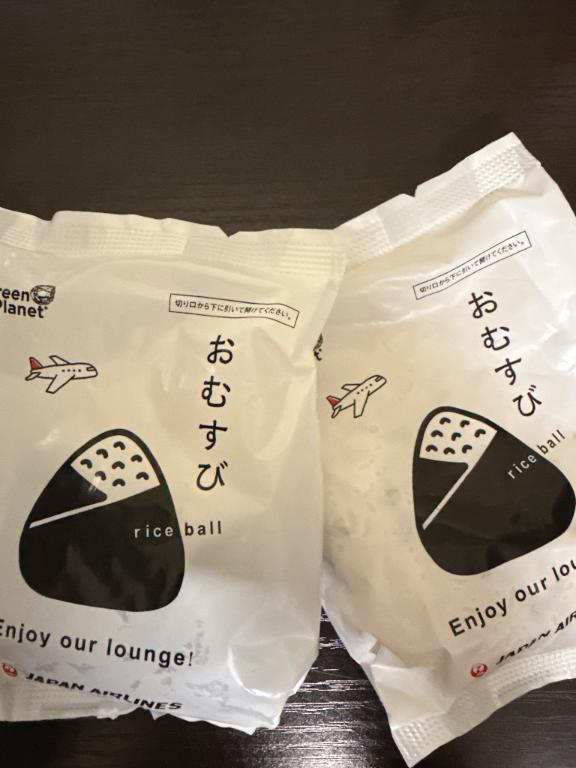 reen
Planet
切り口から下に引いて開けてください。
おむすび
rice ball
Enjoy our lounge!
JAPAN AIRLINES
切り口から下に引いて開けてください。
おむすび
rice ball
Enjoy our lou
JAPAN AIR